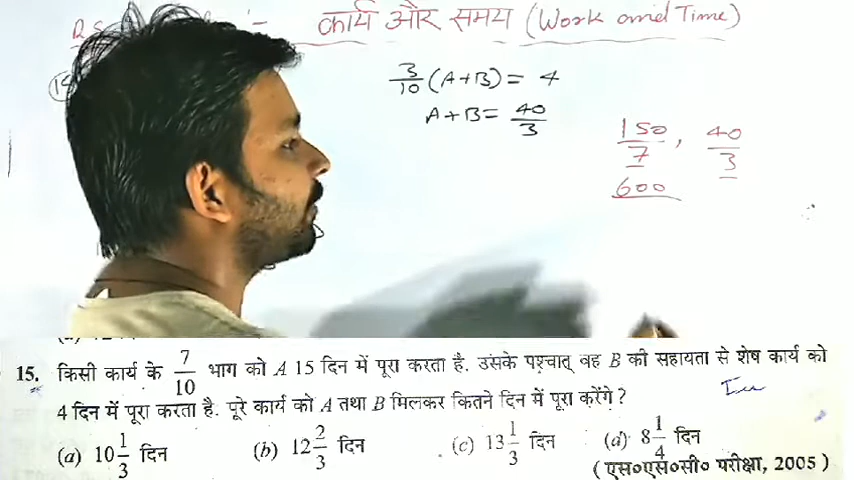 कार्य और समय (Work and Time)
3/10 (A+B) = 4
A+B = 40/3
150/7, 40/3
600
15. किसी कार्य के 7/10 भाग को A 15 दिन में पूरा करता है. उसके पश्चात् वह B की सहायता से शेष कार्य को
4 दिन में पूरा करता है. पूरे कार्य को A तथा B मिलकर कितने दिन में पूरा करेंगे ?
(a) 10 1/3 दिन (b) 12 2/3 दिन (c) 13 1/3 दिन (d) 8 1/4 दिन
( एस०एस०सी० परीक्षा, 2005 )